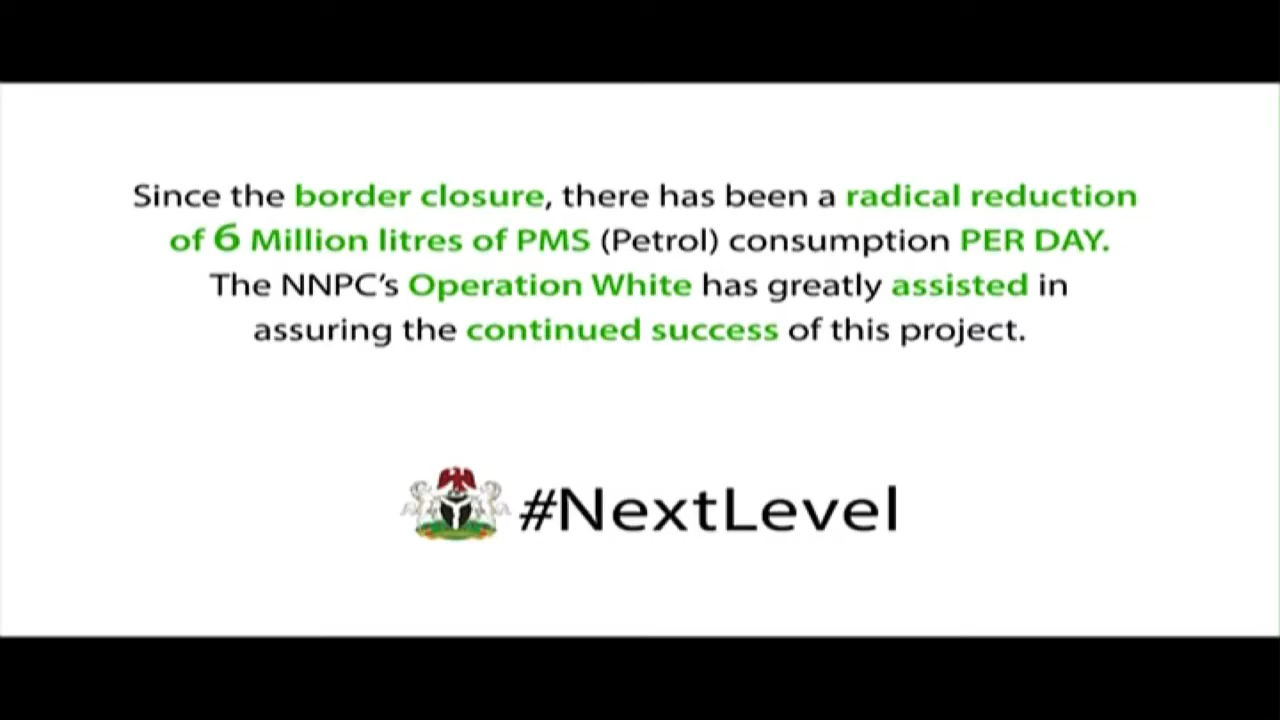 Since the border closure, there has been a radical reduction
of 6 Million litres of PMS (Petrol) consumption PER DAY.
The NNPC’s Operation White has greatly assisted in
assuring the continued success of this project.
#NextLevel